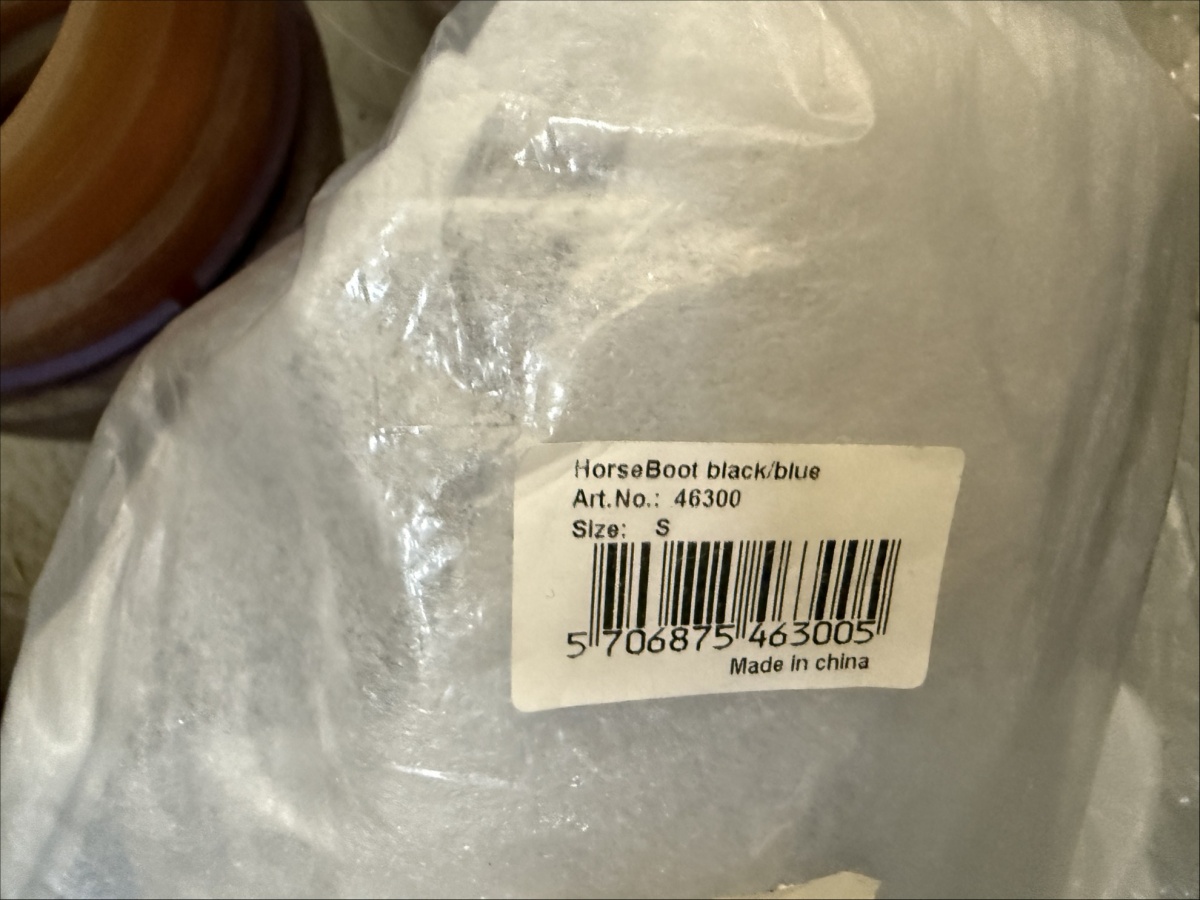 HorseBoot black/blue
Art.No.: 46300
Size: S
5 706875 463005
Made in china